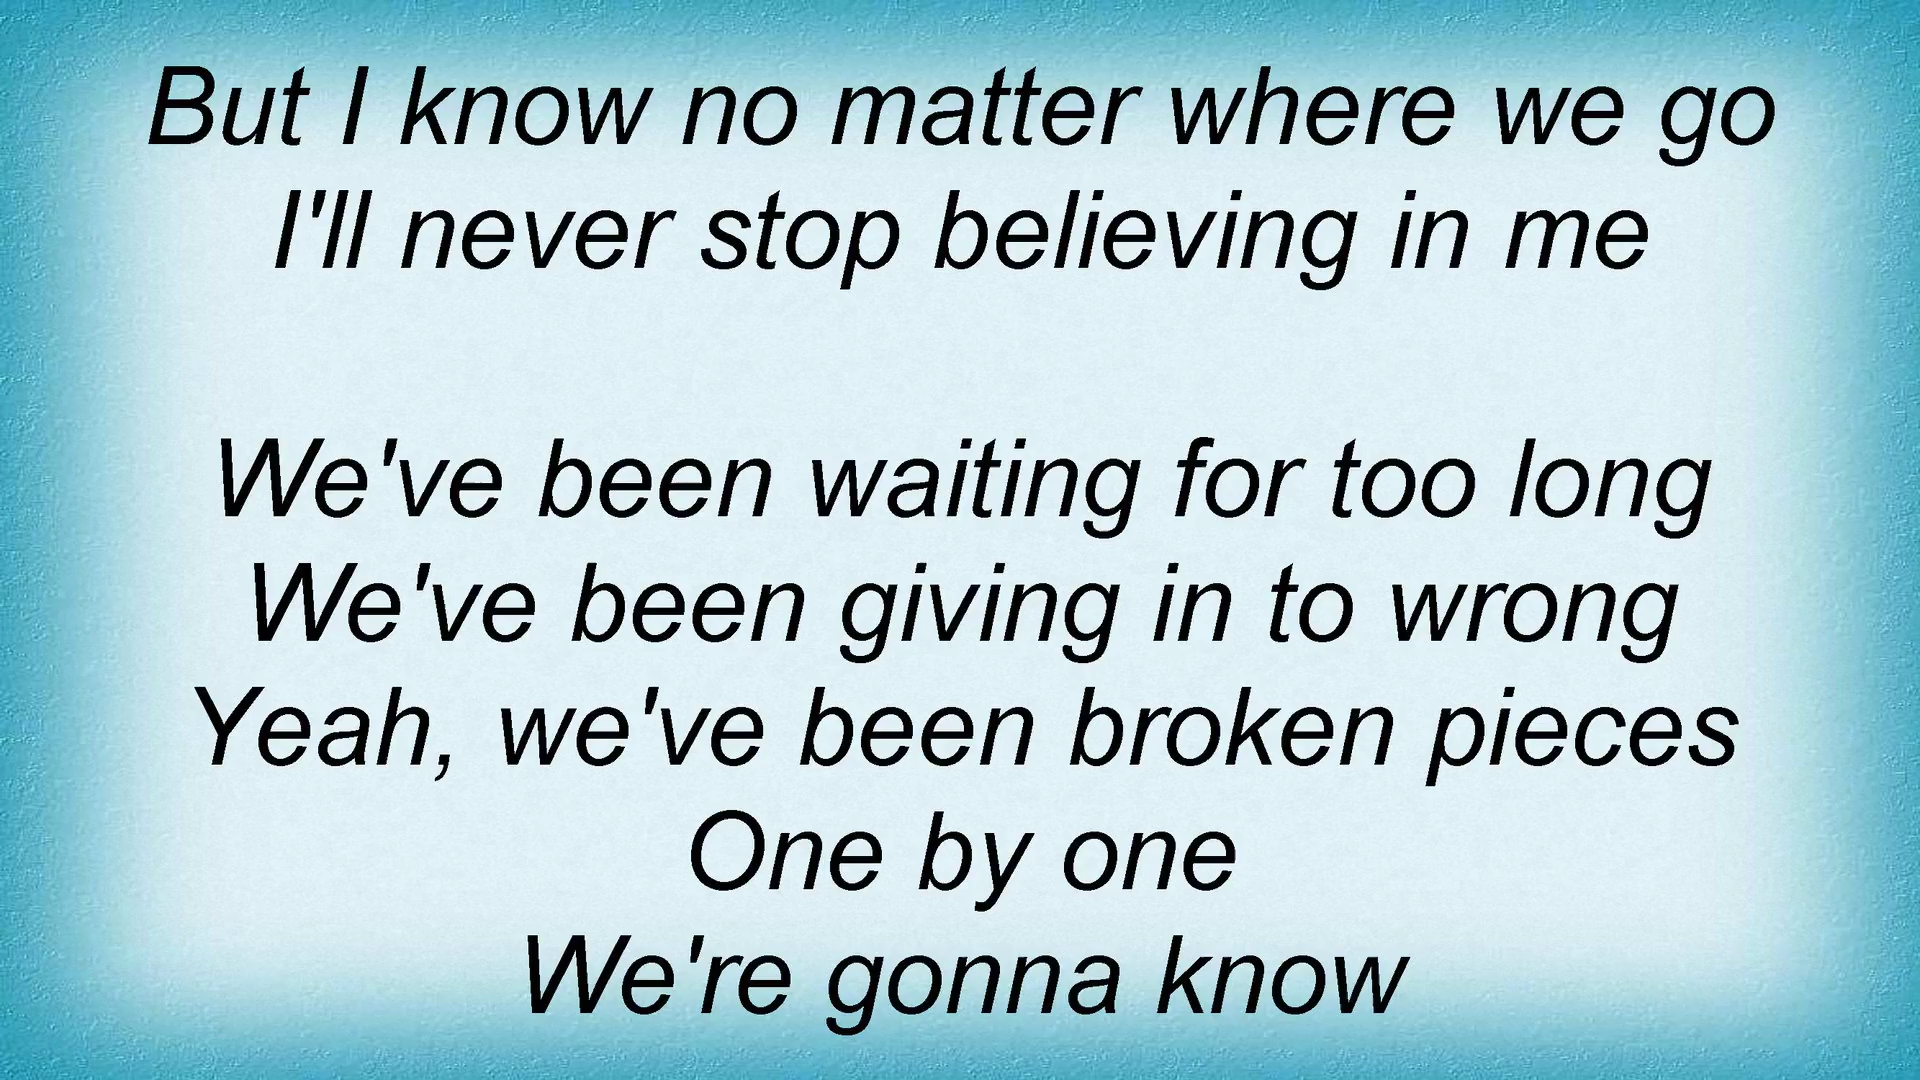 But I know no matter where we go
I'll never stop believing in me
We've been waiting for too long
We've been giving in to wrong
Yeah, we've been broken pieces
One by one
We're gonna know